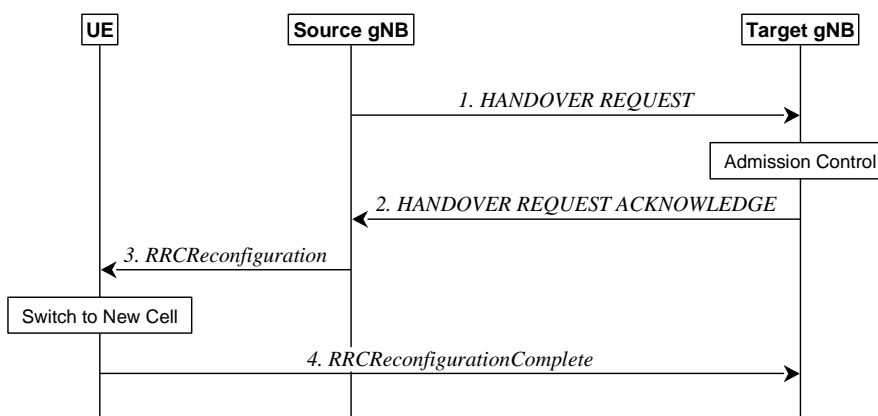 UE
Source gNB
Target gNB
1. HANDOVER REQUEST
Admission Control
2. HANDOVER REQUEST ACKNOWLEDGE
3. RRCReconfiguration
Switch to New Cell
4. RRCReconfigurationComplete